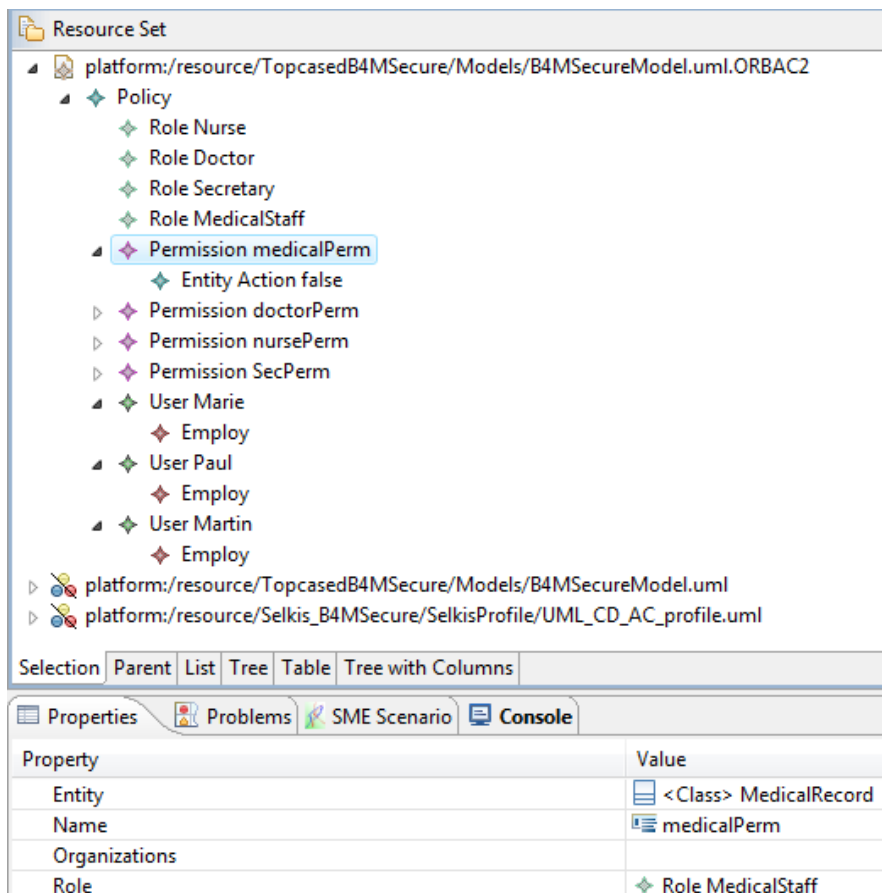 Resource Set
platform:/resource/TopcasedB4MSecure/Models/B4MSecureModel.uml.ORBAC2
Policy
Role Nurse
Role Doctor
Role Secretary
Role MedicalStaff
Permission medicalPerm
Entity Action false
Permission doctorPerm
Permission nursePerm
Permission SecPerm
User Marie
Employ
User Paul
Employ
User Martin
Employ
platform:/resource/TopcasedB4MSecure/Models/B4MSecureModel.uml
platform:/resource/Selkis_B4MSecure/SelkisProfile/UML_CD_AC_profile.uml
Selection Parent List Tree Table Tree with Columns
Properties Problems SME Scenario Console
Property Value
Entity <Class> MedicalRecord
Name medicalPerm
Organizations
Role Role MedicalStaff